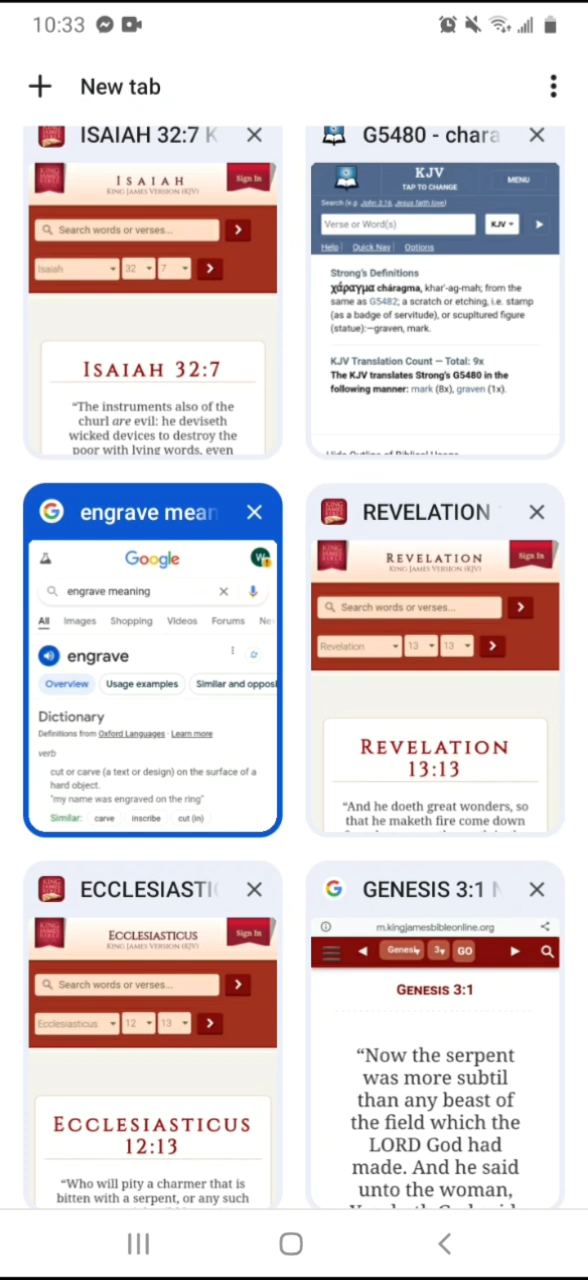 10:33
New tab
ISAIAH 32:7 K
ISAIAH
KING JAMES VERSION (KJV)
Sign In
Search words or verses...
Isaiah 32 7
ISAIAH 32:7
“The instruments also of the
churl are evil: he deviseth
wicked devices to destroy the
poor with lying words, even
G5480 - chara
KJV
TAP TO CHANGE
MENU
Search (e.g. John 3:16, Jesus faith love)
Verse or Word(s)
KJV
Help Quick Nav Options
Strong's Definitions
χάραγμα cháragma, khar'-ag-mah; from the
same as G5482; a scratch or etching, i.e. stamp
(as a badge of servitude), or scupltured figure
(statue):—graven, mark.
KJV Translation Count — Total: 9x
The KJV translates Strong's G5480 in the
following manner: mark (8x), graven (1x).
engrave mean
Google
engrave meaning
All Images Shopping Videos Forums Ne
engrave
Overview Usage examples Similar and opposi
Dictionary
Definitions from Oxford Languages · Learn more
verb
cut or carve (a text or design) on the surface of a
hard object.
"my name was engraved on the ring"
Similar: carve inscribe cut (in)
REVELATION
REVELATION
KING JAMES VERSION (KJV)
Sign In
Search words or verses...
Revelation 13 13
REVELATION
13:13
“And he doeth great wonders, so
that he maketh fire come down
ECCLESIASTI
ECCLESIASTICUS
KING JAMES VERSION (KJV)
Sign In
Search words or verses...
Ecclesiasticus 12 13
ECCLESIASTICUS
12:13
“Who will pity a charmer that is
bitten with a serpent, or any such
GENESIS 3:1
m.kingjamesbibleonline.org
Genesi 3 GO
GENESIS 3:1
“Now the serpent
was more subtil
than any beast of
the field which the
LORD God had
made. And he said
unto the woman,